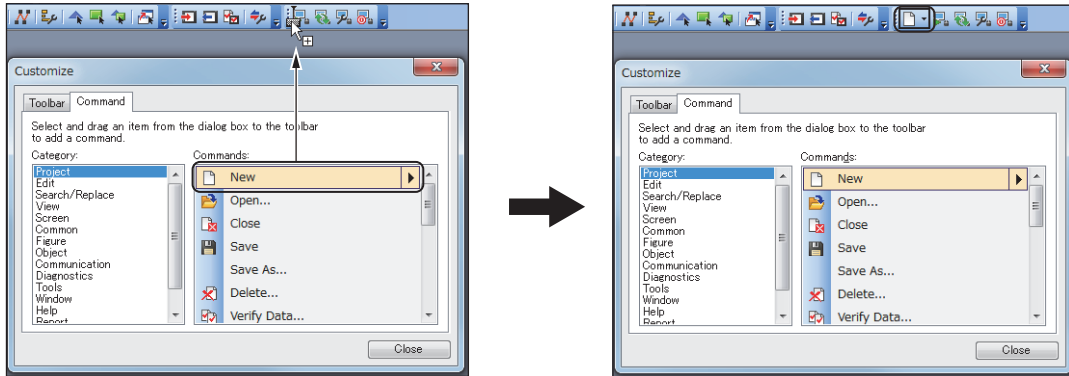 Customize
Toolbar Command
Select and drag an item from the dialog box to the toolbar
to add a command.
Category:
Commands:
Project
Edit
Search/Replace
View
Screen
Common
Figure
Object
Communication
Diagnostics
Tools
Window
Help
Report
New
Open...
Close
Save
Save As...
Delete...
Verify Data...
Close
Customize
Toolbar Command
Select and drag an item from the dialog box to the toolbar
to add a command.
Category:
Commands:
Project
Edit
Search/Replace
View
Screen
Common
Figure
Object
Communication
Diagnostics
Tools
Window
Help
Report
New
Open...
Close
Save
Save As...
Delete...
Verify Data...
Close